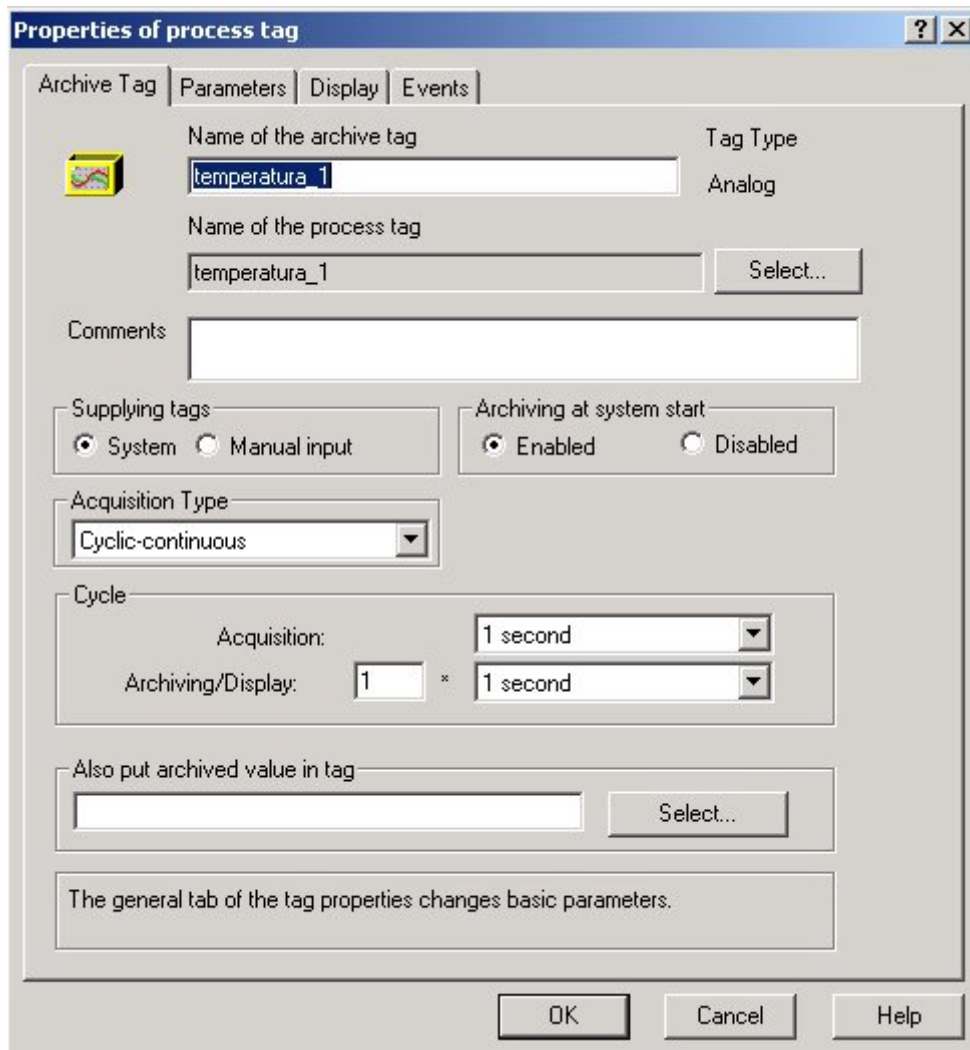 Properties of process tag
Archive Tag Parameters Display Events
Name of the archive tag Tag Type
temperatura_1 Analog
Name of the process tag
temperatura_1 Select...
Comments
Supplying tags Archiving at system start
System Manual input Enabled Disabled
Acquisition Type
Cyclic-continuous
Cycle
Acquisition: 1 second
Archiving/Display: 1 * 1 second
Also put archived value in tag
Select...
The general tab of the tag properties changes basic parameters.
OK Cancel Help